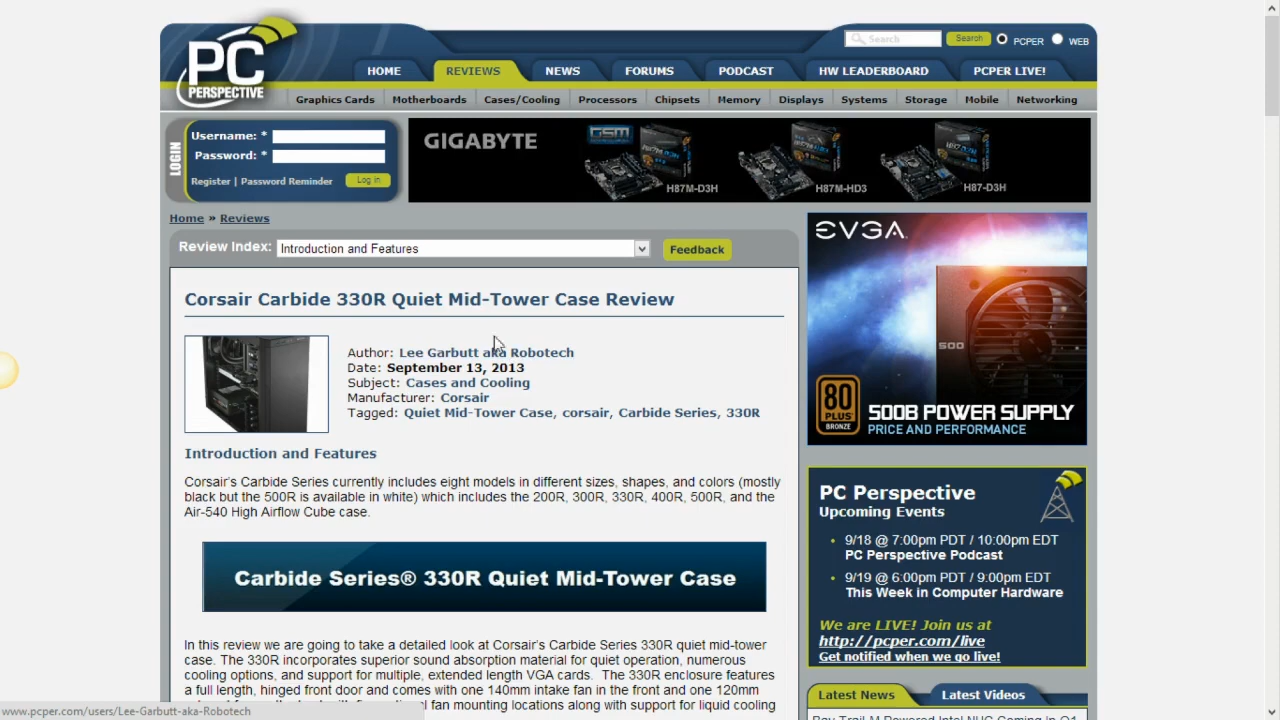 PC
PERSPECTIVE
Search
Search
PCPER
WEB
HOME
REVIEWS
NEWS
FORUMS
PODCAST
HW LEADERBOARD
PCPER LIVE!
Graphics Cards
Motherboards
Cases/Cooling
Processors
Chipsets
Memory
Displays
Systems
Storage
Mobile
Networking
LOGIN
Username: *
Password: *
Register | Password Reminder
Log in
GIGABYTE
GSM
H87M-D3H
H87M-HD3
H87-D3H
Home » Reviews
Review Index:
Introduction and Features
Feedback
Corsair Carbide 330R Quiet Mid-Tower Case Review
Author: Lee Garbutt aka Robotech
Date: September 13, 2013
Subject: Cases and Cooling
Manufacturer: Corsair
Tagged: Quiet Mid-Tower Case, corsair, Carbide Series, 330R
Introduction and Features
Corsair's Carbide Series currently includes eight models in different sizes, shapes, and colors (mostly
black but the 500R is available in white) which includes the 200R, 300R, 330R, 400R, 500R, and the
Air-540 High Airflow Cube case.
Carbide Series® 330R Quiet Mid-Tower Case
In this review we are going to take a detailed look at Corsair's Carbide Series 330R quiet mid-tower
case. The 330R incorporates superior sound absorption material for quiet operation, numerous
cooling options, and support for multiple, extended length VGA cards. The 330R enclosure features
a full length, hinged front door and comes with one 140mm intake fan in the front and one 120mm
fan mounting locations along with support for liquid cooling
www.pcper.com/users/Lee-Garbutt-aka-Robotech
EVGA
500
80
PLUS
BRONZE
500B POWER SUPPLY
PRICE AND PERFORMANCE
PC Perspective
Upcoming Events
• 9/18 @ 7:00pm PDT / 10:00pm EDT
PC Perspective Podcast
• 9/19 @ 6:00pm PDT / 9:00pm EDT
This Week in Computer Hardware
We are LIVE! Join us at
http://pcper.com/live
Get notified when we go live!
Latest News
Latest Videos
Bay Trail-M Powered Intel NUC Coming In Q1